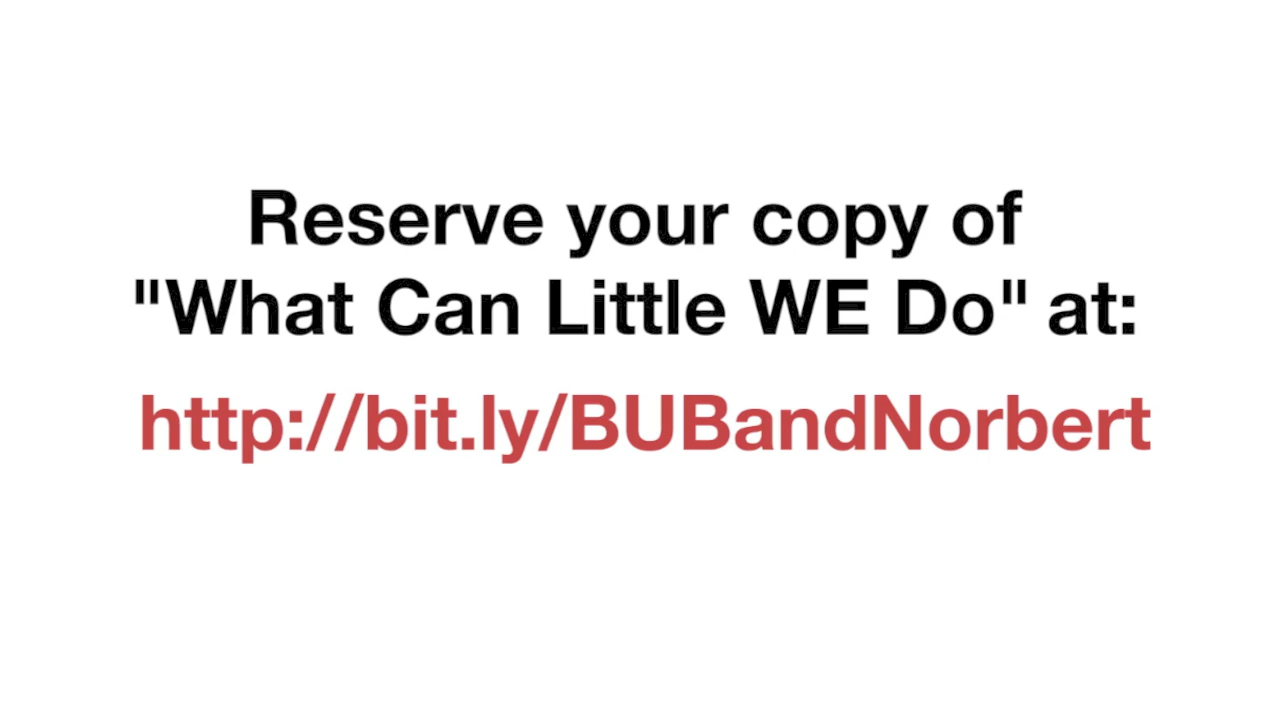 Reserve your copy of
"What Can Little WE Do" at:
http://bit.ly/BUBandNorbert